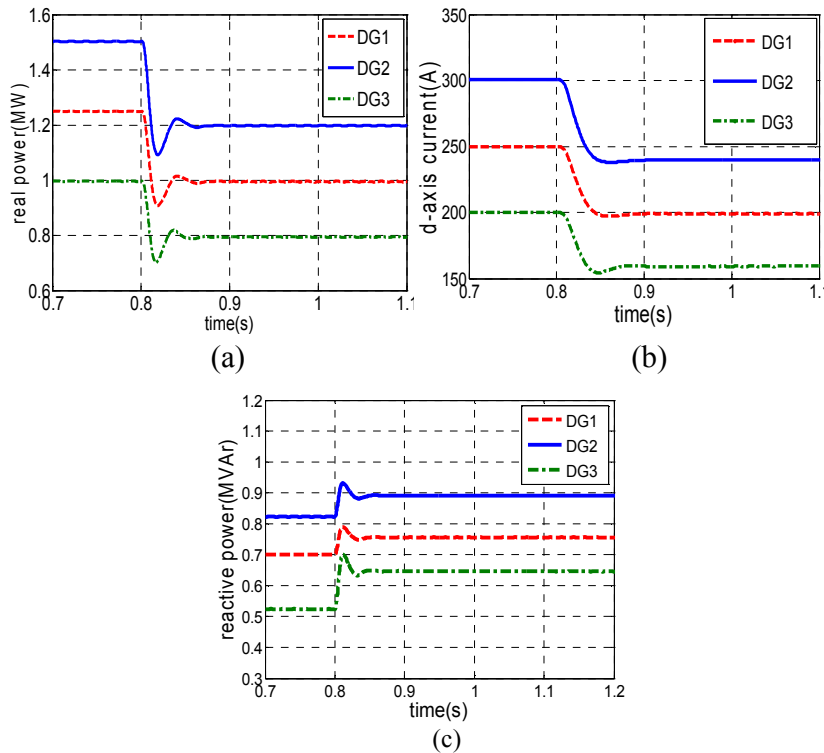 1.6
1.4
1.2
1
0.8
0.6
real power(MW)
0.7
0.8
0.9
1
1.1
time(s)
DG1
DG2
DG3
(a)
300
250
200
150
d-axis current(A)
0.7
0.8
0.9
1
1.1
time(s)
DG1
DG2
DG3
(b)
1.2
1.1
1
0.9
0.8
0.7
0.6
0.5
0.4
0.3
reactive power(MVAr)
0.7
0.8
0.9
1
1.1
1.2
time(s)
DG1
DG2
DG3
(c)